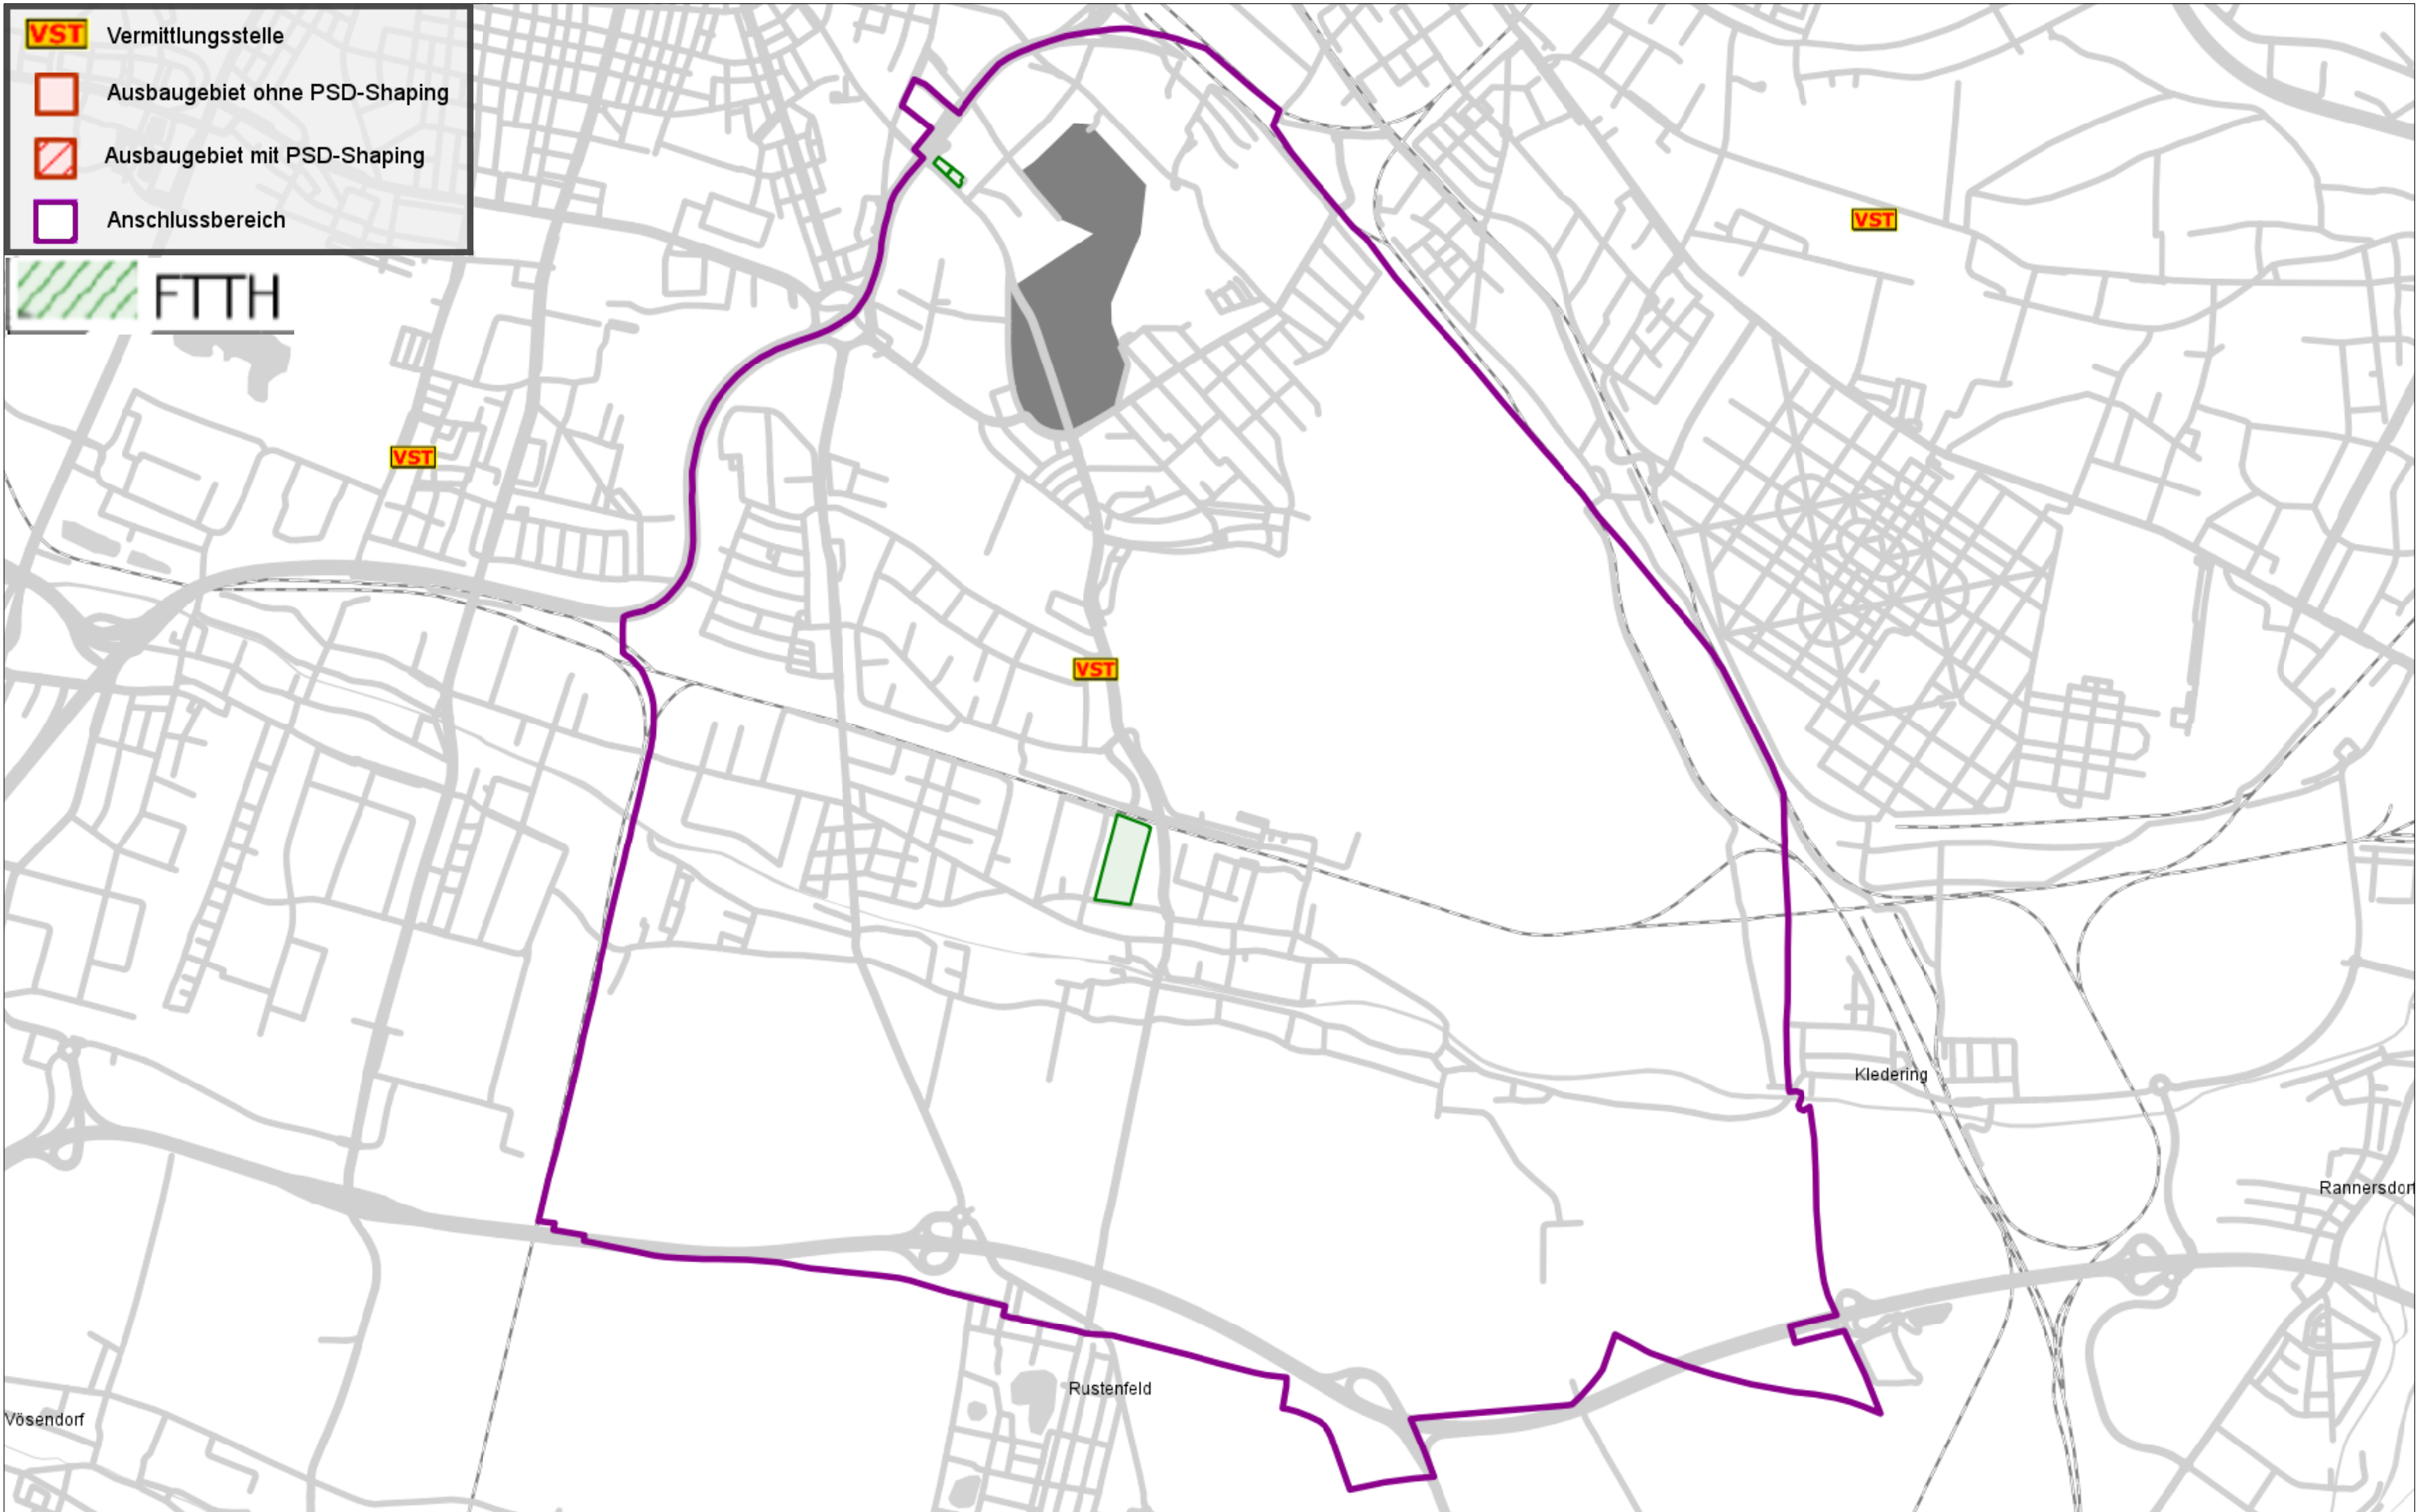 VST Vermittlungsstelle
Ausbaugebiet ohne PSD-Shaping
Ausbaugebiet mit PSD-Shaping
Anschlussbereich
FTTH
VST
VST
VST
Kledering
Rannersdorf
Rustenfeld
Vösendorf